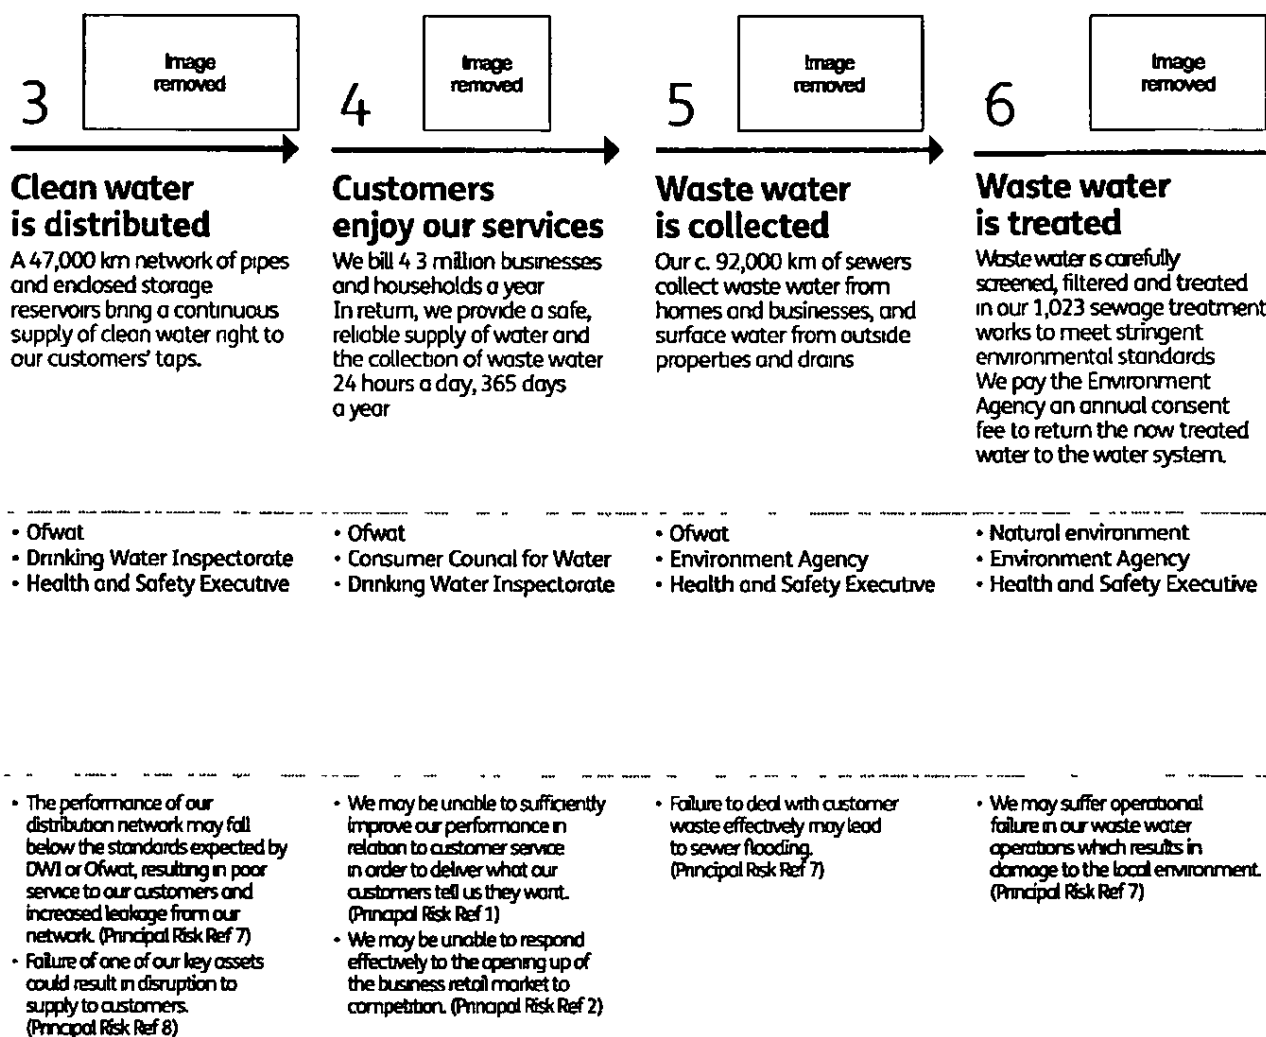 3
Image
removed
Clean water
is distributed
A 47,000 km network of pipes
and enclosed storage
reservoirs bring a continuous
supply of clean water right to
our customers' taps.
4
Image
removed
Customers
enjoy our services
We bill 4 3 million businesses
and households a year
In return, we provide a safe,
reliable supply of water and
the collection of waste water
24 hours a day, 365 days
a year
5
Image
removed
Waste water
is collected
Our c. 92,000 km of sewers
collect waste water from
homes and businesses, and
surface water from outside
properties and drains
6
Image
removed
Waste water
is treated
Waste water is carefully
screened, filtered and treated
in our 1,023 sewage treatment
works to meet stringent
environmental standards
We pay the Environment
Agency an annual consent
fee to return the now treated
water to the water system.
• Ofwat
• Drinking Water Inspectorate
• Health and Safety Executive
• Ofwat
• Consumer Council for Water
• Drinking Water Inspectorate
• Ofwat
• Environment Agency
• Health and Safety Executive
• Natural environment
• Environment Agency
• Health and Safety Executive
• The performance of our
distribution network may fall
below the standards expected by
DWI or Ofwat, resulting in poor
service to our customers and
increased leakage from our
network. (Principal Risk Ref 7)
• Failure of one of our key assets
could result in disruption to
supply to customers.
(Principal Risk Ref 8)
• We may be unable to sufficiently
improve our performance in
relation to customer service
in order to deliver what our
customers tell us they want.
(Principal Risk Ref 1)
• We may be unable to respond
effectively to the opening up of
the business retail market to
competition. (Principal Risk Ref 2)
• Failure to deal with customer
waste effectively may lead
to sewer flooding.
(Principal Risk Ref 7)
• We may suffer operational
failure in our waste water
operations which results in
damage to the local environment.
(Principal Risk Ref 7)